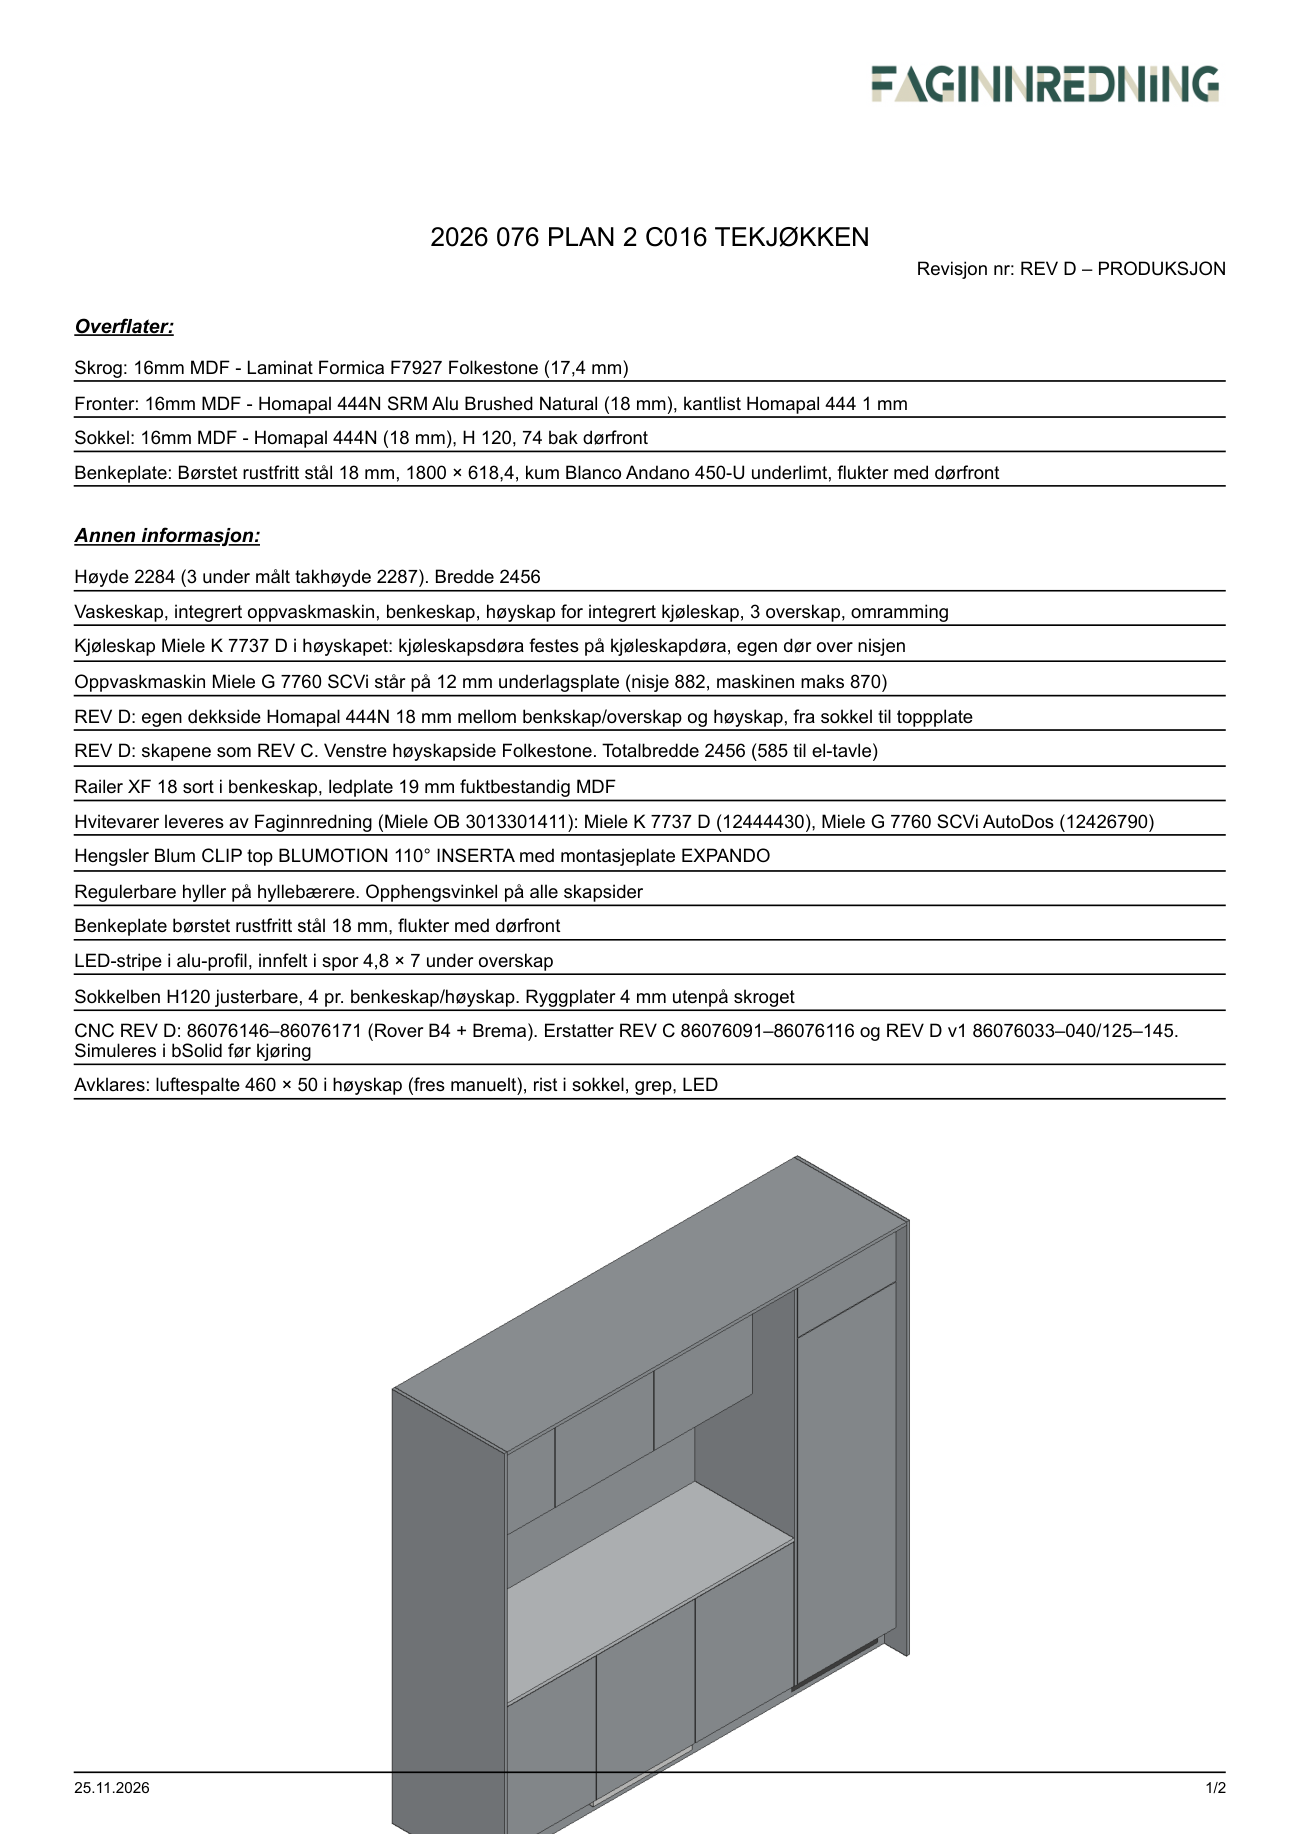 FAGINNREDNiNG
2026 076 PLAN 2 C016 TEKJØKKEN
Revisjon nr: REV D – PRODUKSJON
Overflater:
Skrog: 16mm MDF - Laminat Formica F7927 Folkestone (17,4 mm)
Fronter: 16mm MDF - Homapal 444N SRM Alu Brushed Natural (18 mm), kantlist Homapal 444 1 mm
Sokkel: 16mm MDF - Homapal 444N (18 mm), H 120, 74 bak dørfront
Benkeplate: Børstet rustfritt stål 18 mm, 1800 × 618,4, kum Blanco Andano 450-U underlimt, flukter med dørfront
Annen informasjon:
Høyde 2284 (3 under målt takhøyde 2287). Bredde 2456
Vaskeskap, integrert oppvaskmaskin, benkeskap, høyskap for integrert kjøleskap, 3 overskap, omramming
Kjøleskap Miele K 7737 D i høyskapet: kjøleskapsdøra festes på kjøleskapdøra, egen dør over nisjen
Oppvaskmaskin Miele G 7760 SCVi står på 12 mm underlagsplate (nisje 882, maskinen maks 870)
REV D: egen dekkside Homapal 444N 18 mm mellom benkskap/overskap og høyskap, fra sokkel til toppplate
REV D: skapene som REV C. Venstre høyskapside Folkestone. Totalbredde 2456 (585 til el-tavle)
Railer XF 18 sort i benkeskap, ledplate 19 mm fuktbestandig MDF
Hvitevarer leveres av Faginnredning (Miele OB 3013301411): Miele K 7737 D (12444430), Miele G 7760 SCVi AutoDos (12426790)
Hengsler Blum CLIP top BLUMOTION 110° INSERTA med montasjeplate EXPANDO
Regulerbare hyller på hyllebærere. Opphengsvinkel på alle skapsider
Benkeplate børstet rustfritt stål 18 mm, flukter med dørfront
LED-stripe i alu-profil, innfelt i spor 4,8 × 7 under overskap
Sokkelben H120 justerbare, 4 pr. benkeskap/høyskap. Ryggplater 4 mm utenpå skroget
CNC REV D: 86076146–86076171 (Rover B4 + Brema). Erstatter REV C 86076091–86076116 og REV D v1 86076033–040/125–145.
Simuleres i bSolid før kjøring
Avklares: luftespalte 460 × 50 i høyskap (fres manuelt), rist i sokkel, grep, LED
25.11.2026
1/2